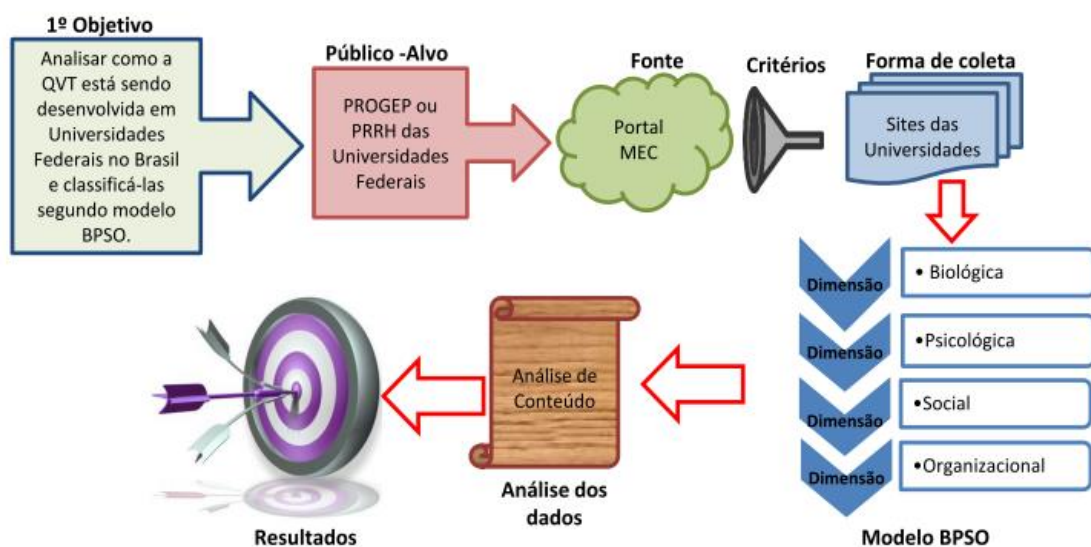 1º Objetivo
Analisar como a
QVT está sendo
desenvolvida em
Universidades
Federais no Brasil
e classificá-las
segundo modelo
BPSO.
Público -Alvo
PROGEP ou
PRRH das
Universidades
Federais
Fonte
Portal
MEC
Critérios
Forma de coleta
Sites das
Universidades
Dimensão
• Biológica
Dimensão
•Psicológica
Dimensão
•Social
Dimensão
•Organizacional
Modelo BPSO
Análise de
Conteúdo
Análise dos
dados
Resultados